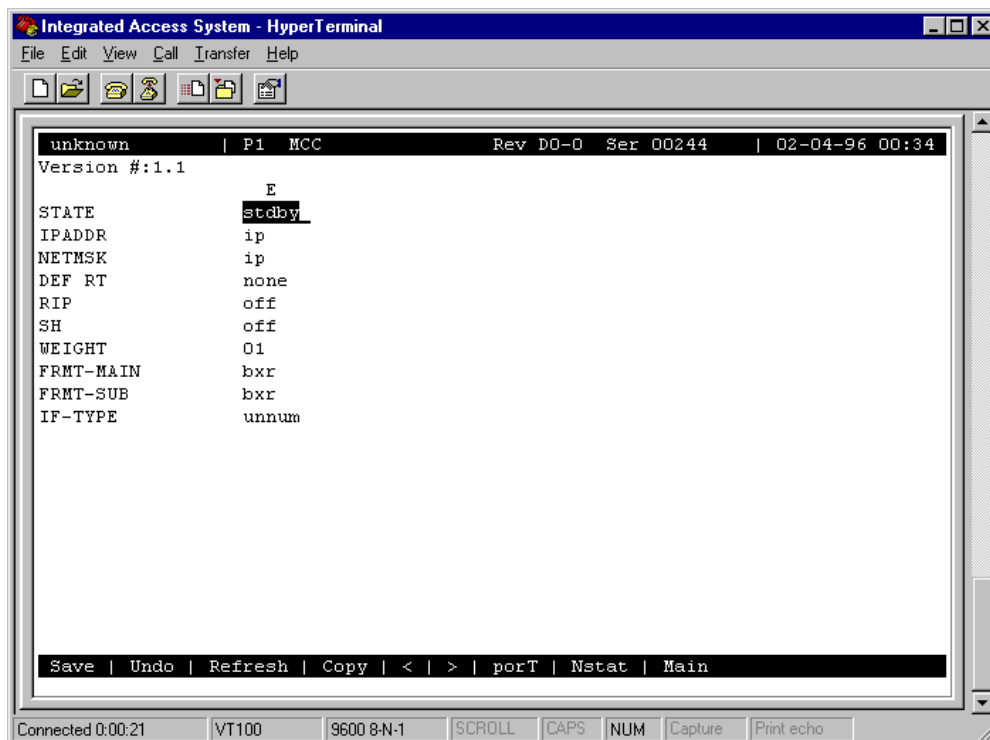 Integrated Access System - HyperTerminal
File Edit View Call Transfer Help
unknown | P1 MCC Rev D0-0 Ser 00244 | 02-04-96 00:34
Version #:1.1
E
STATE stdby
IPADDR ip
NETMSK ip
DEF RT none
RIP off
SH off
WEIGHT 01
FRMT-MAIN bxr
FRMT-SUB bxr
IF-TYPE unnum
Save | Undo | Refresh | Copy | < | > | porT | Nstat | Main
Connected 0:00:21 VT100 9600 8-N-1 SCROLL CAPS NUM Capture Print echo